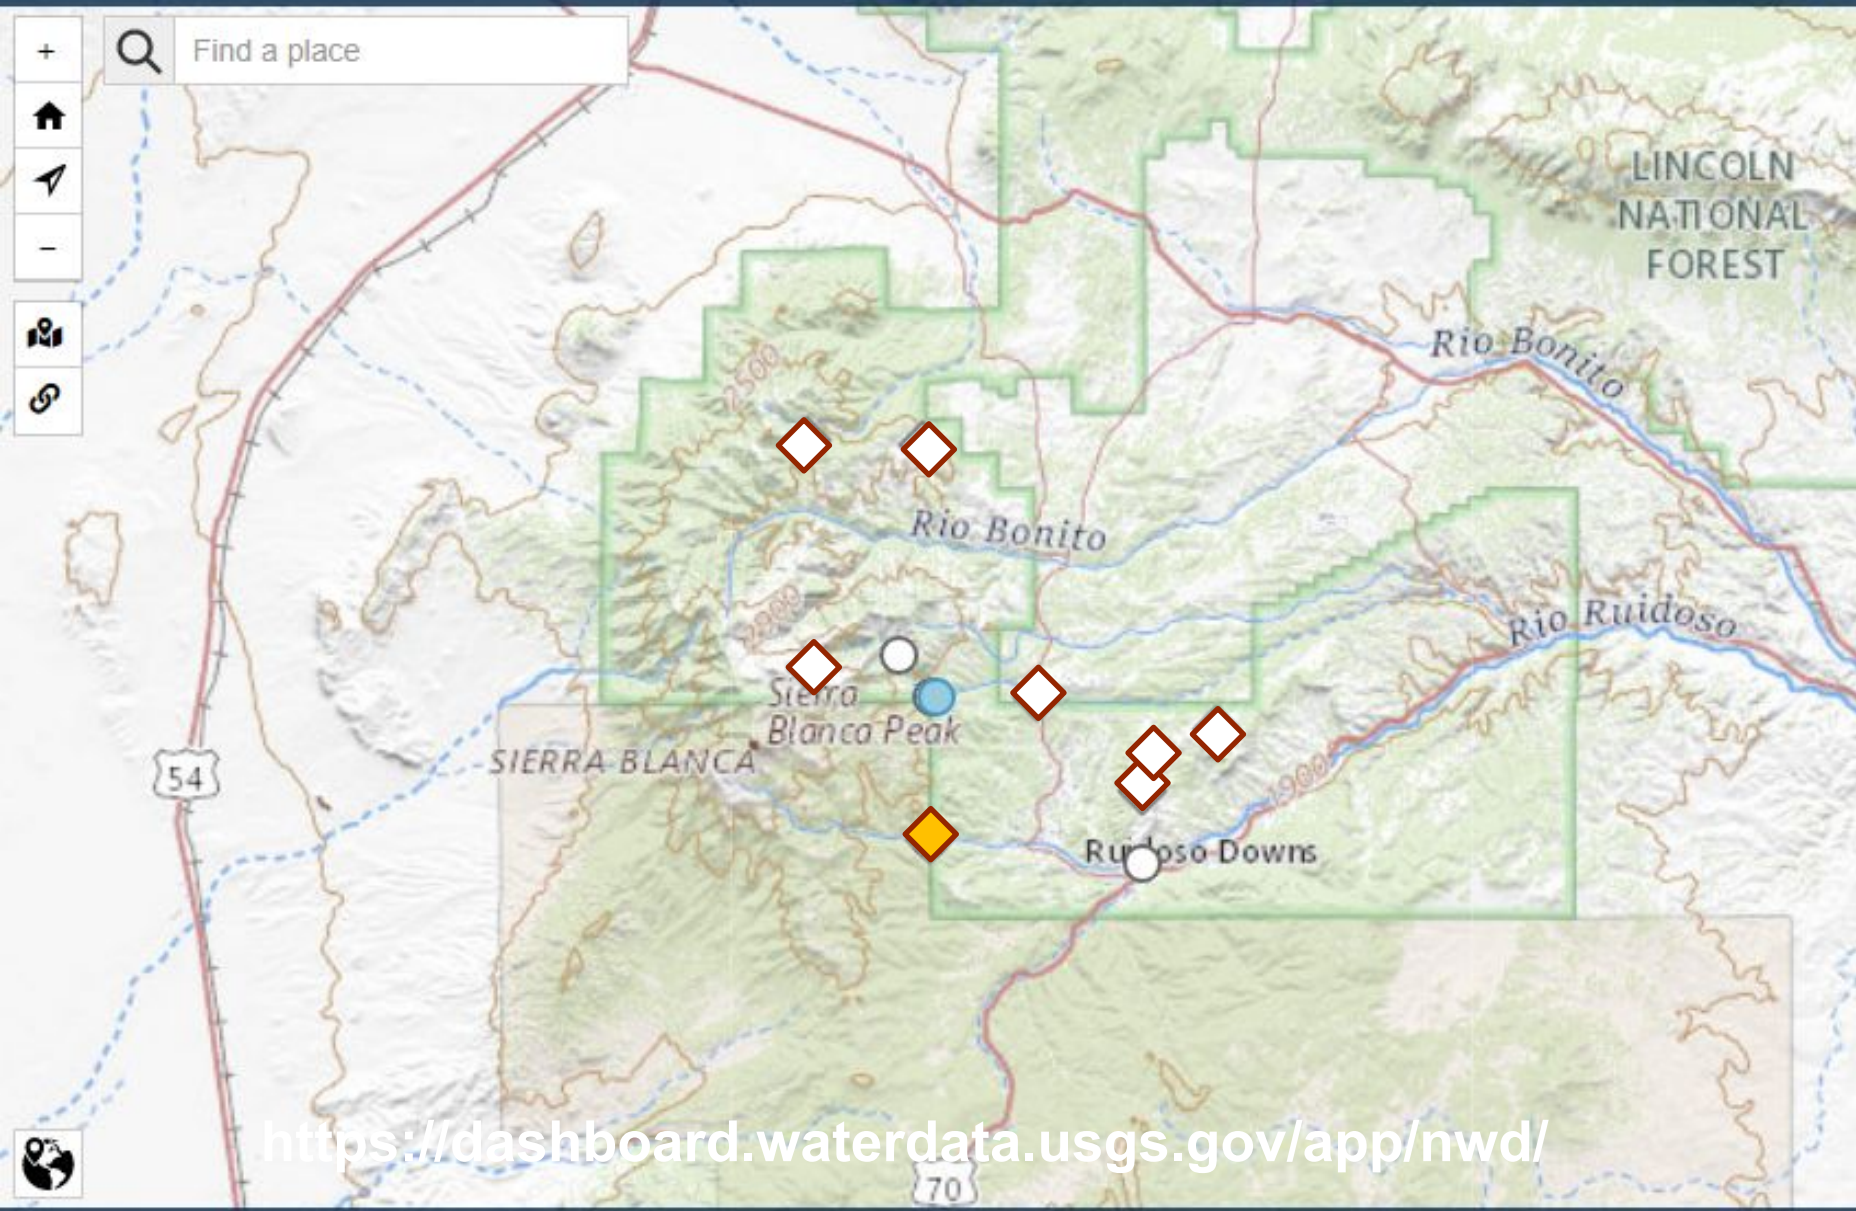 +
Find a place
−
LINCOLN
NATIONAL
FOREST
Rio Bonito
2500
Rio Bonito
2900
Rio Ruidoso
Sierra
Blanca Peak
SIERRA BLANCA
54
1900
Ruidoso Downs
https://dashboard.waterdata.usgs.gov/app/nwd/
70